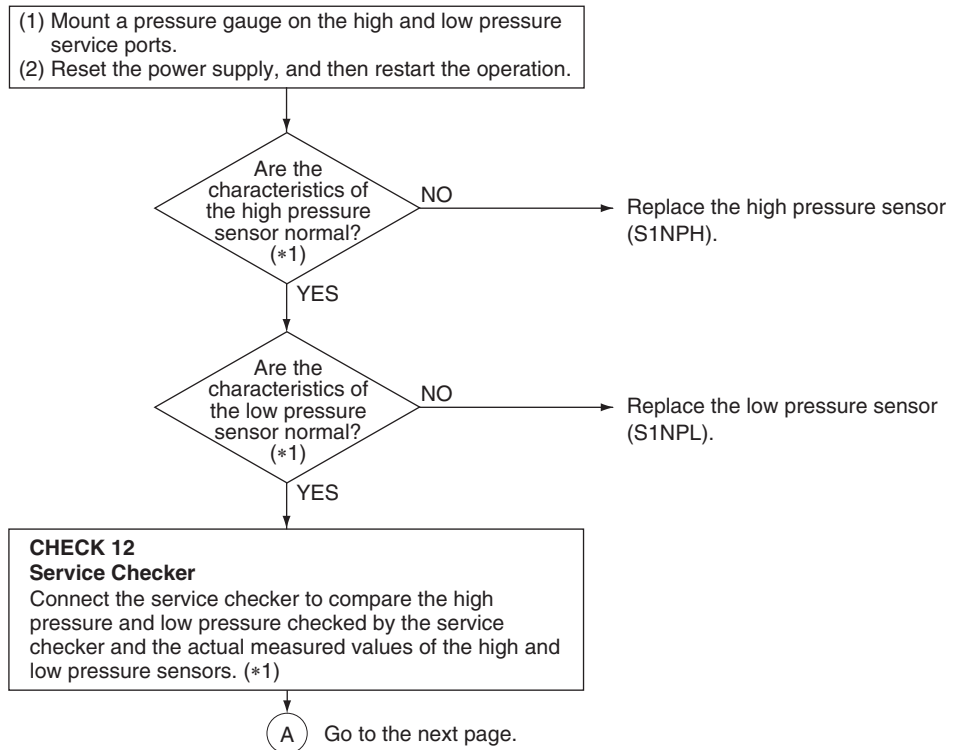 (1) Mount a pressure gauge on the high and low pressure
service ports.
(2) Reset the power supply, and then restart the operation.
Are the
characteristics of
the high pressure
sensor normal?
(*1)
NO
Replace the high pressure sensor
(S1NPH).
YES
Are the
characteristics of
the low pressure
sensor normal?
(*1)
NO
Replace the low pressure sensor
(S1NPL).
YES
CHECK 12
Service Checker
Connect the service checker to compare the high
pressure and low pressure checked by the service
checker and the actual measured values of the high and
low pressure sensors. (*1)
A
Go to the next page.